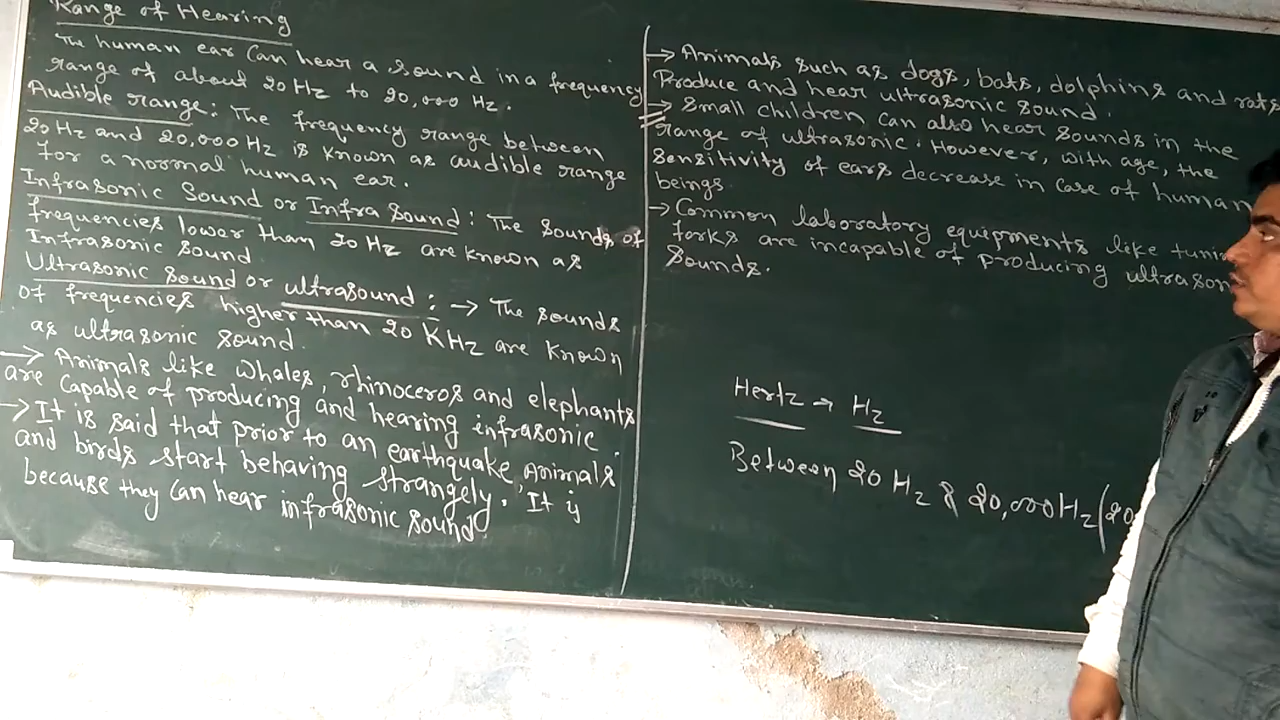 Range of Hearing
The human ear Can hear a sound in a frequency
range of about 20 Hz to 20,000 Hz.
Audible range: The frequency range between
20 Hz and 20,000 Hz is known as audible range
for a normal human ear.
Infrasonic Sound or Infra Sound: The sounds of
frequencies lower than 20 Hz are known as
Infrasonic sound
Ultrasonic sound or ultrasound: → The sounds
of frequencies higher than 20 KHz are known
as ultrasonic sound.
→ Animals like whales, rhinoceros and elephants
are Capable of producing and hearing infrasonic
→ It is said that prior to an earthquake, Animals
and birds start behaving strangely. It is
because they Can hear infrasonic sound.
→ Animals such as dogs, bats, dolphins and rats
Produce and hear ultrasonic sound.
→ Small children can also hear sounds in the
range of ultrasonic. However, with age, the
sensitivity of ears decrease in Case of human
beings.
→ Common laboratory equipments like
forks are incapable of producing
sounds.
Hertz → Hz
Between 20 Hz & 20,000Hz (20